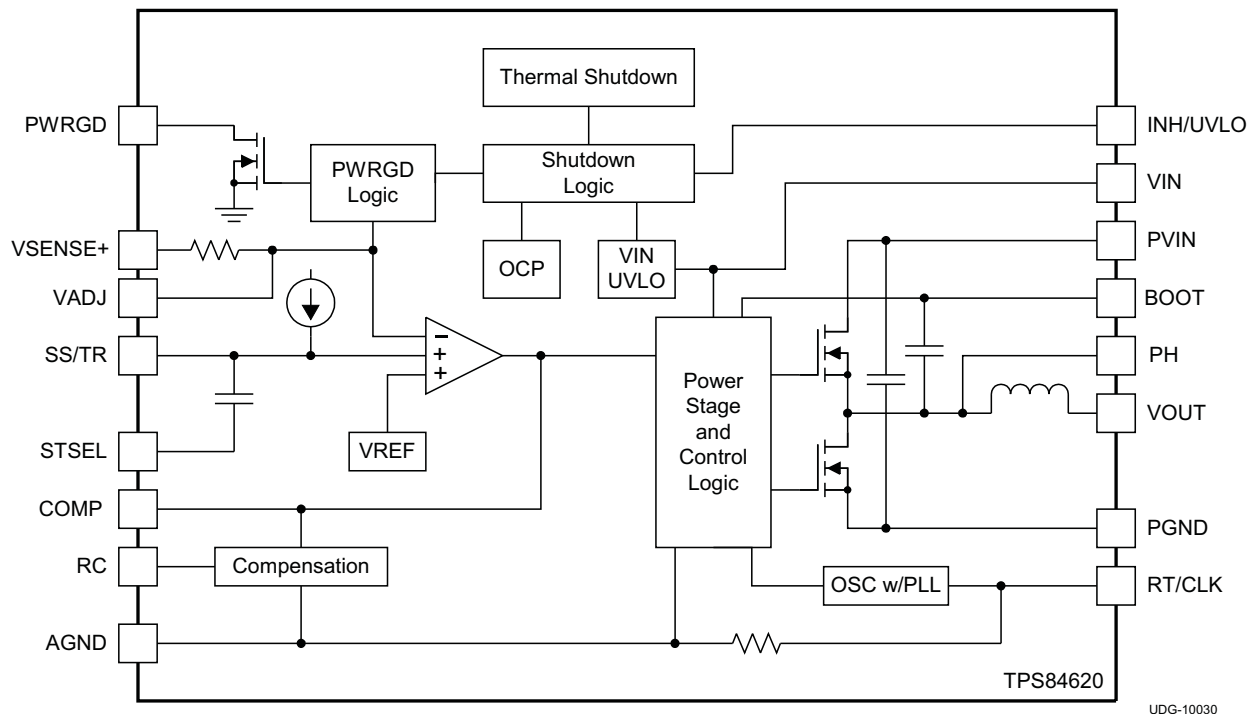 Thermal Shutdown
PWRGD
INH/UVLO
PWRGD
Logic
Shutdown
Logic
VIN
VSENSE+
OCP
VIN
UVLO
PVIN
VADJ
BOOT
SS/TR
–
+
+
PH
Power
Stage
and
Control
Logic
VOUT
STSEL
VREF
COMP
PGND
RC
Compensation
OSC w/PLL
RT/CLK
AGND
TPS84620
UDG-10030